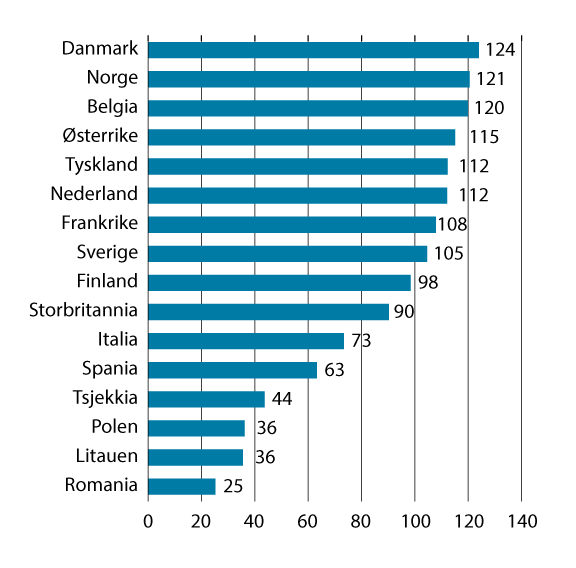 Danmark 124
Norge 121
Belgia 120
Østerrike 115
Tyskland 112
Nederland 112
Frankrike 108
Sverige 105
Finland 98
Storbritannia 90
Italia 73
Spania 63
Tsjekkia 44
Polen 36
Litauen 36
Romania 25
0 20 40 60 80 100 120 140